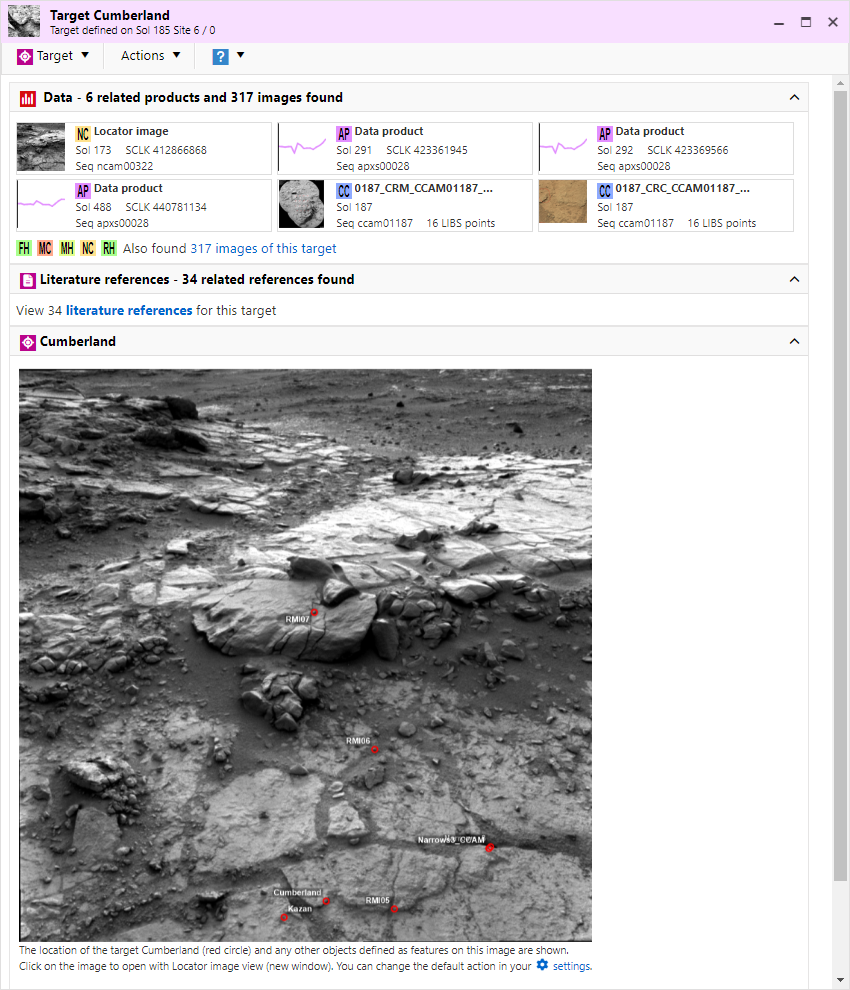 Target Cumberland
Target defined on Sol 185 Site 6 / 0
Target Actions ?
Data - 6 related products and 317 images found
NC Locator image
Sol 173 SCLK 412866868
Seq ncam00322
AP Data product
Sol 291 SCLK 423361945
Seq apxs00028
AP Data product
Sol 292 SCLK 423369566
Seq apxs00028
AP Data product
Sol 488 SCLK 440781134
Seq apxs00028
CC 0187_CRM_CCAM01187_...
Sol 187
Seq ccam01187 16 LIBS points
CC 0187_CRC_CCAM01187_...
Sol 187
Seq ccam01187 16 LIBS points
FH MC MH NC RH Also found 317 images of this target
Literature references - 34 related references found
View 34 literature references for this target
Cumberland
RMI07
RMI06
Narrows3_CCAM
Cumberland
RMI05
Kazan
The location of the target Cumberland (red circle) and any other objects defined as features on this image are shown.
Click on the image to open with Locator image view (new window). You can change the default action in your settings.